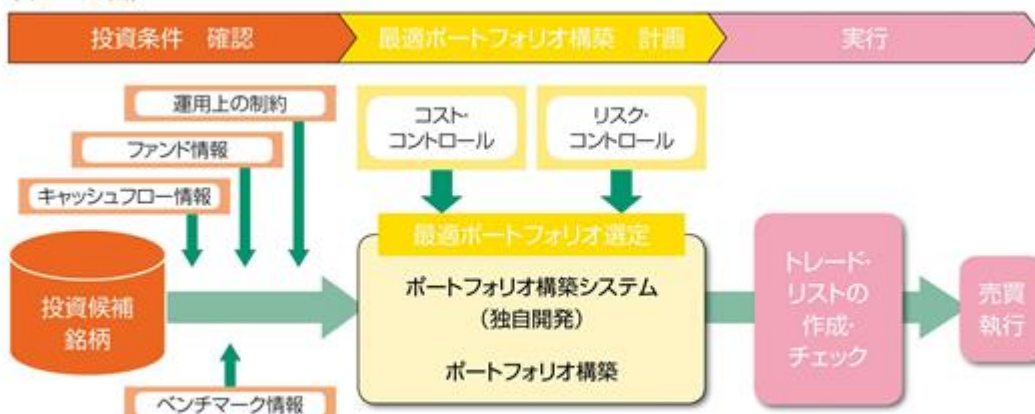 投資条件 確認
最適ポートフォリオ構築 計画
実行
運用上の制約
ファンド情報
キャッシュフロー情報
投資候補
銘柄
ベンチマーク情報
コスト・
コントロール
リスク・
コントロール
最適ポートフォリオ選定
ポートフォリオ構築システム
（独自開発）
ポートフォリオ構築
トレード・
リストの
作成・
チェック
売買
執行